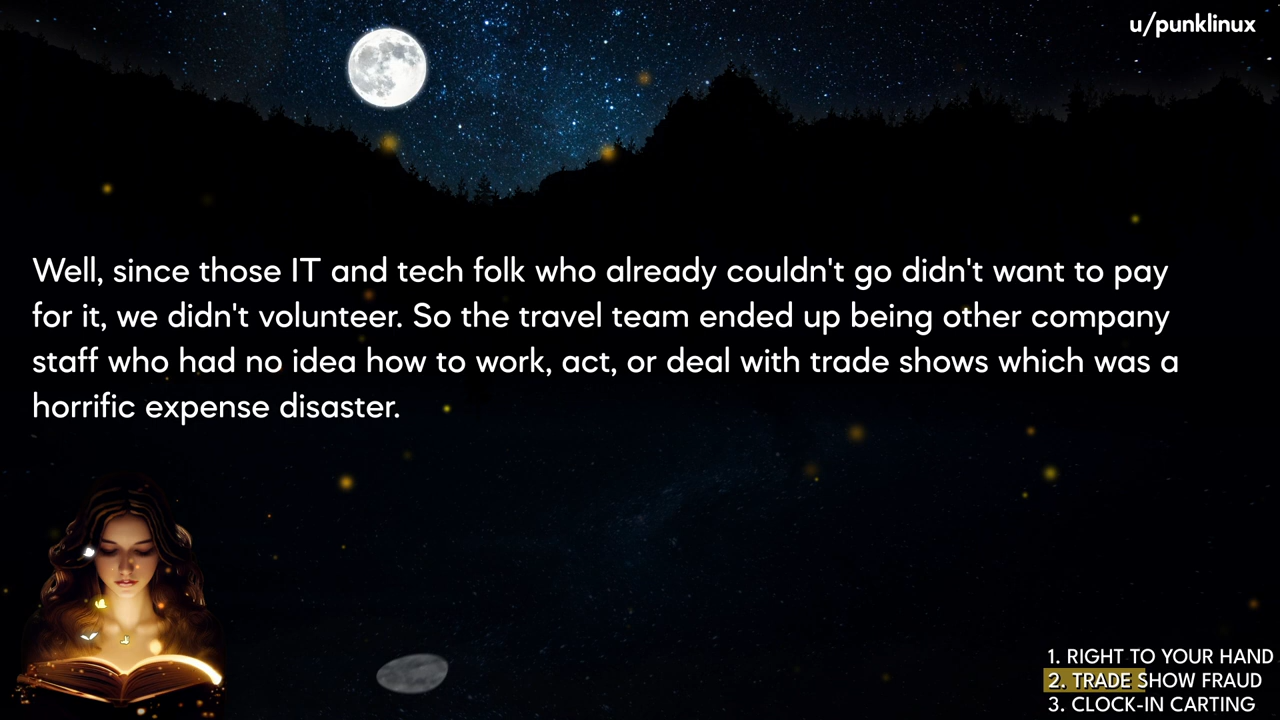 u/punklinux
Well, since those IT and tech folk who already couldn't go didn't want to pay
for it, we didn't volunteer. So the travel team ended up being other company
staff who had no idea how to work, act, or deal with trade shows which was a
horrific expense disaster.
1. RIGHT TO YOUR HAND
2. TRADE SHOW FRAUD
3. CLOCK-IN CARTING